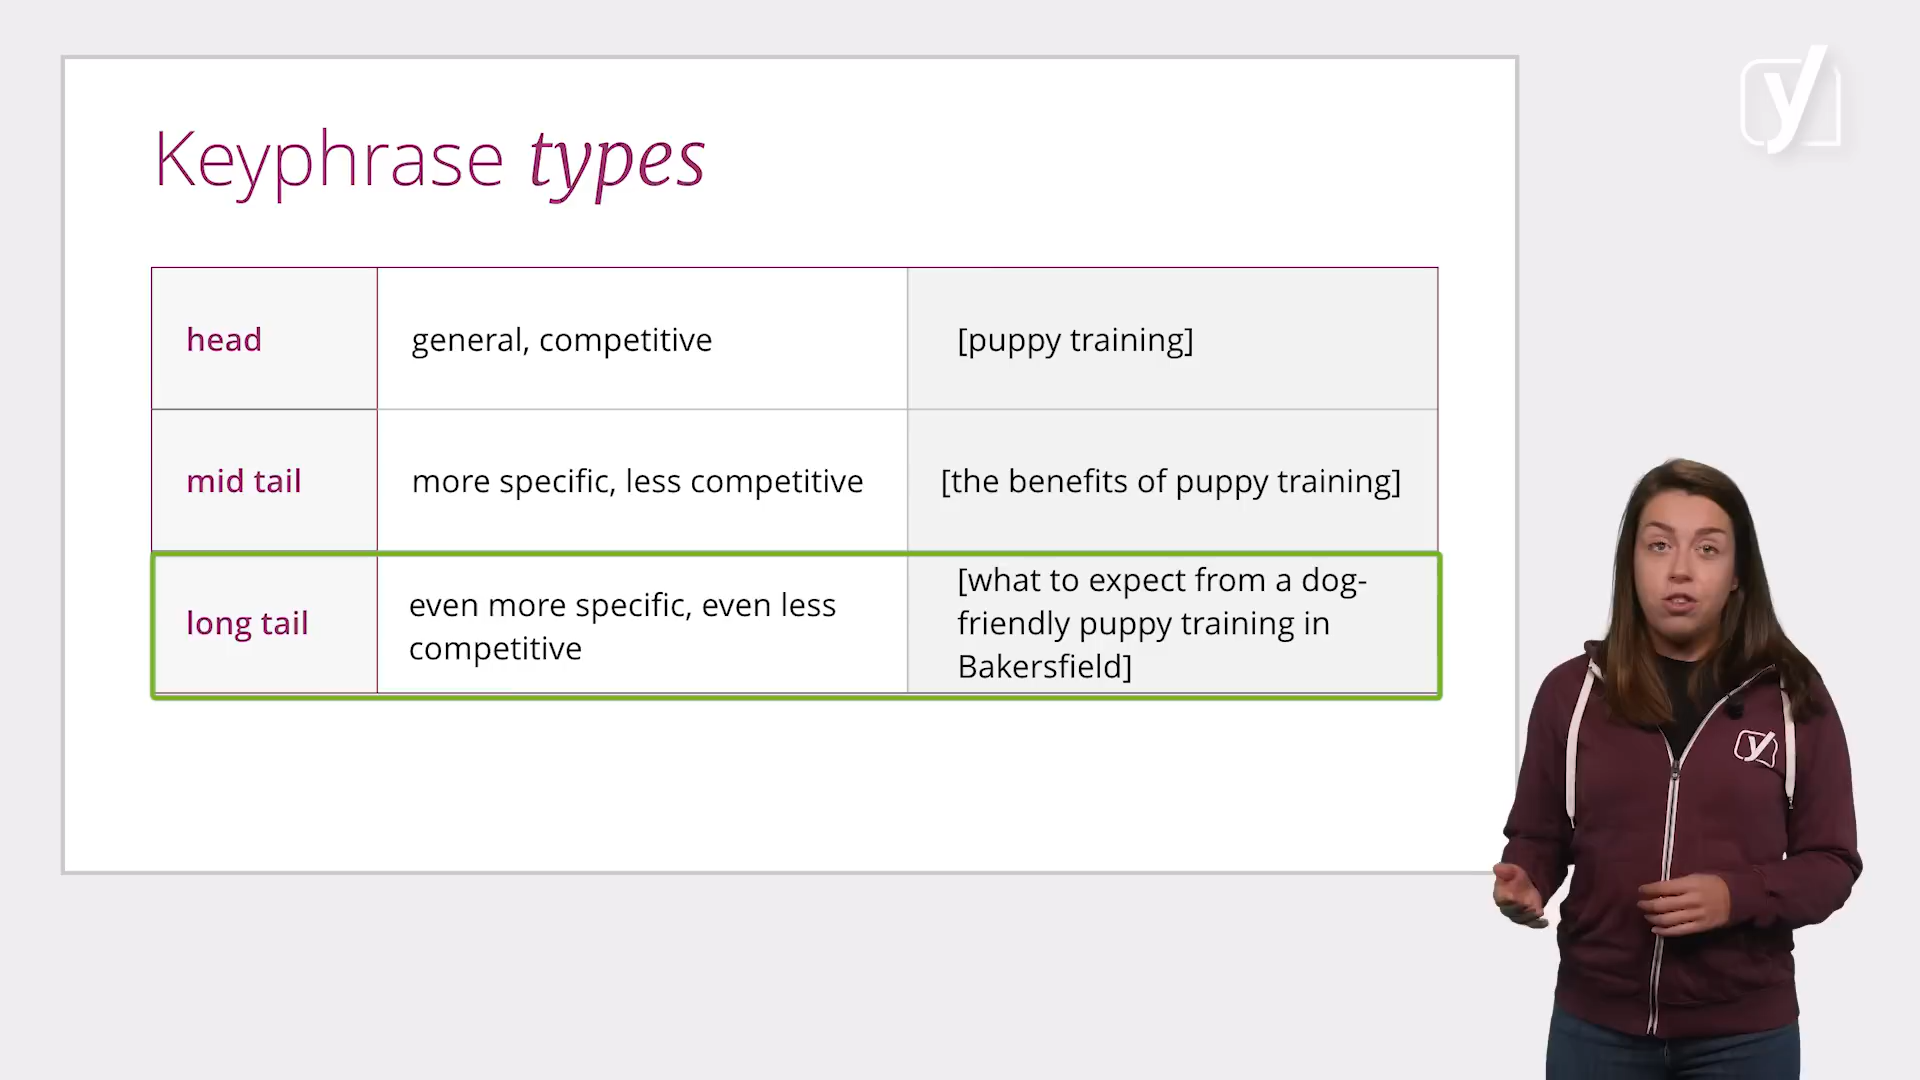 Keyphrase types
head
general, competitive
[puppy training]
mid tail
more specific, less competitive
[the benefits of puppy training]
long tail
even more specific, even less
competitive
[what to expect from a dog-
friendly puppy training in
Bakersfield]
y
y